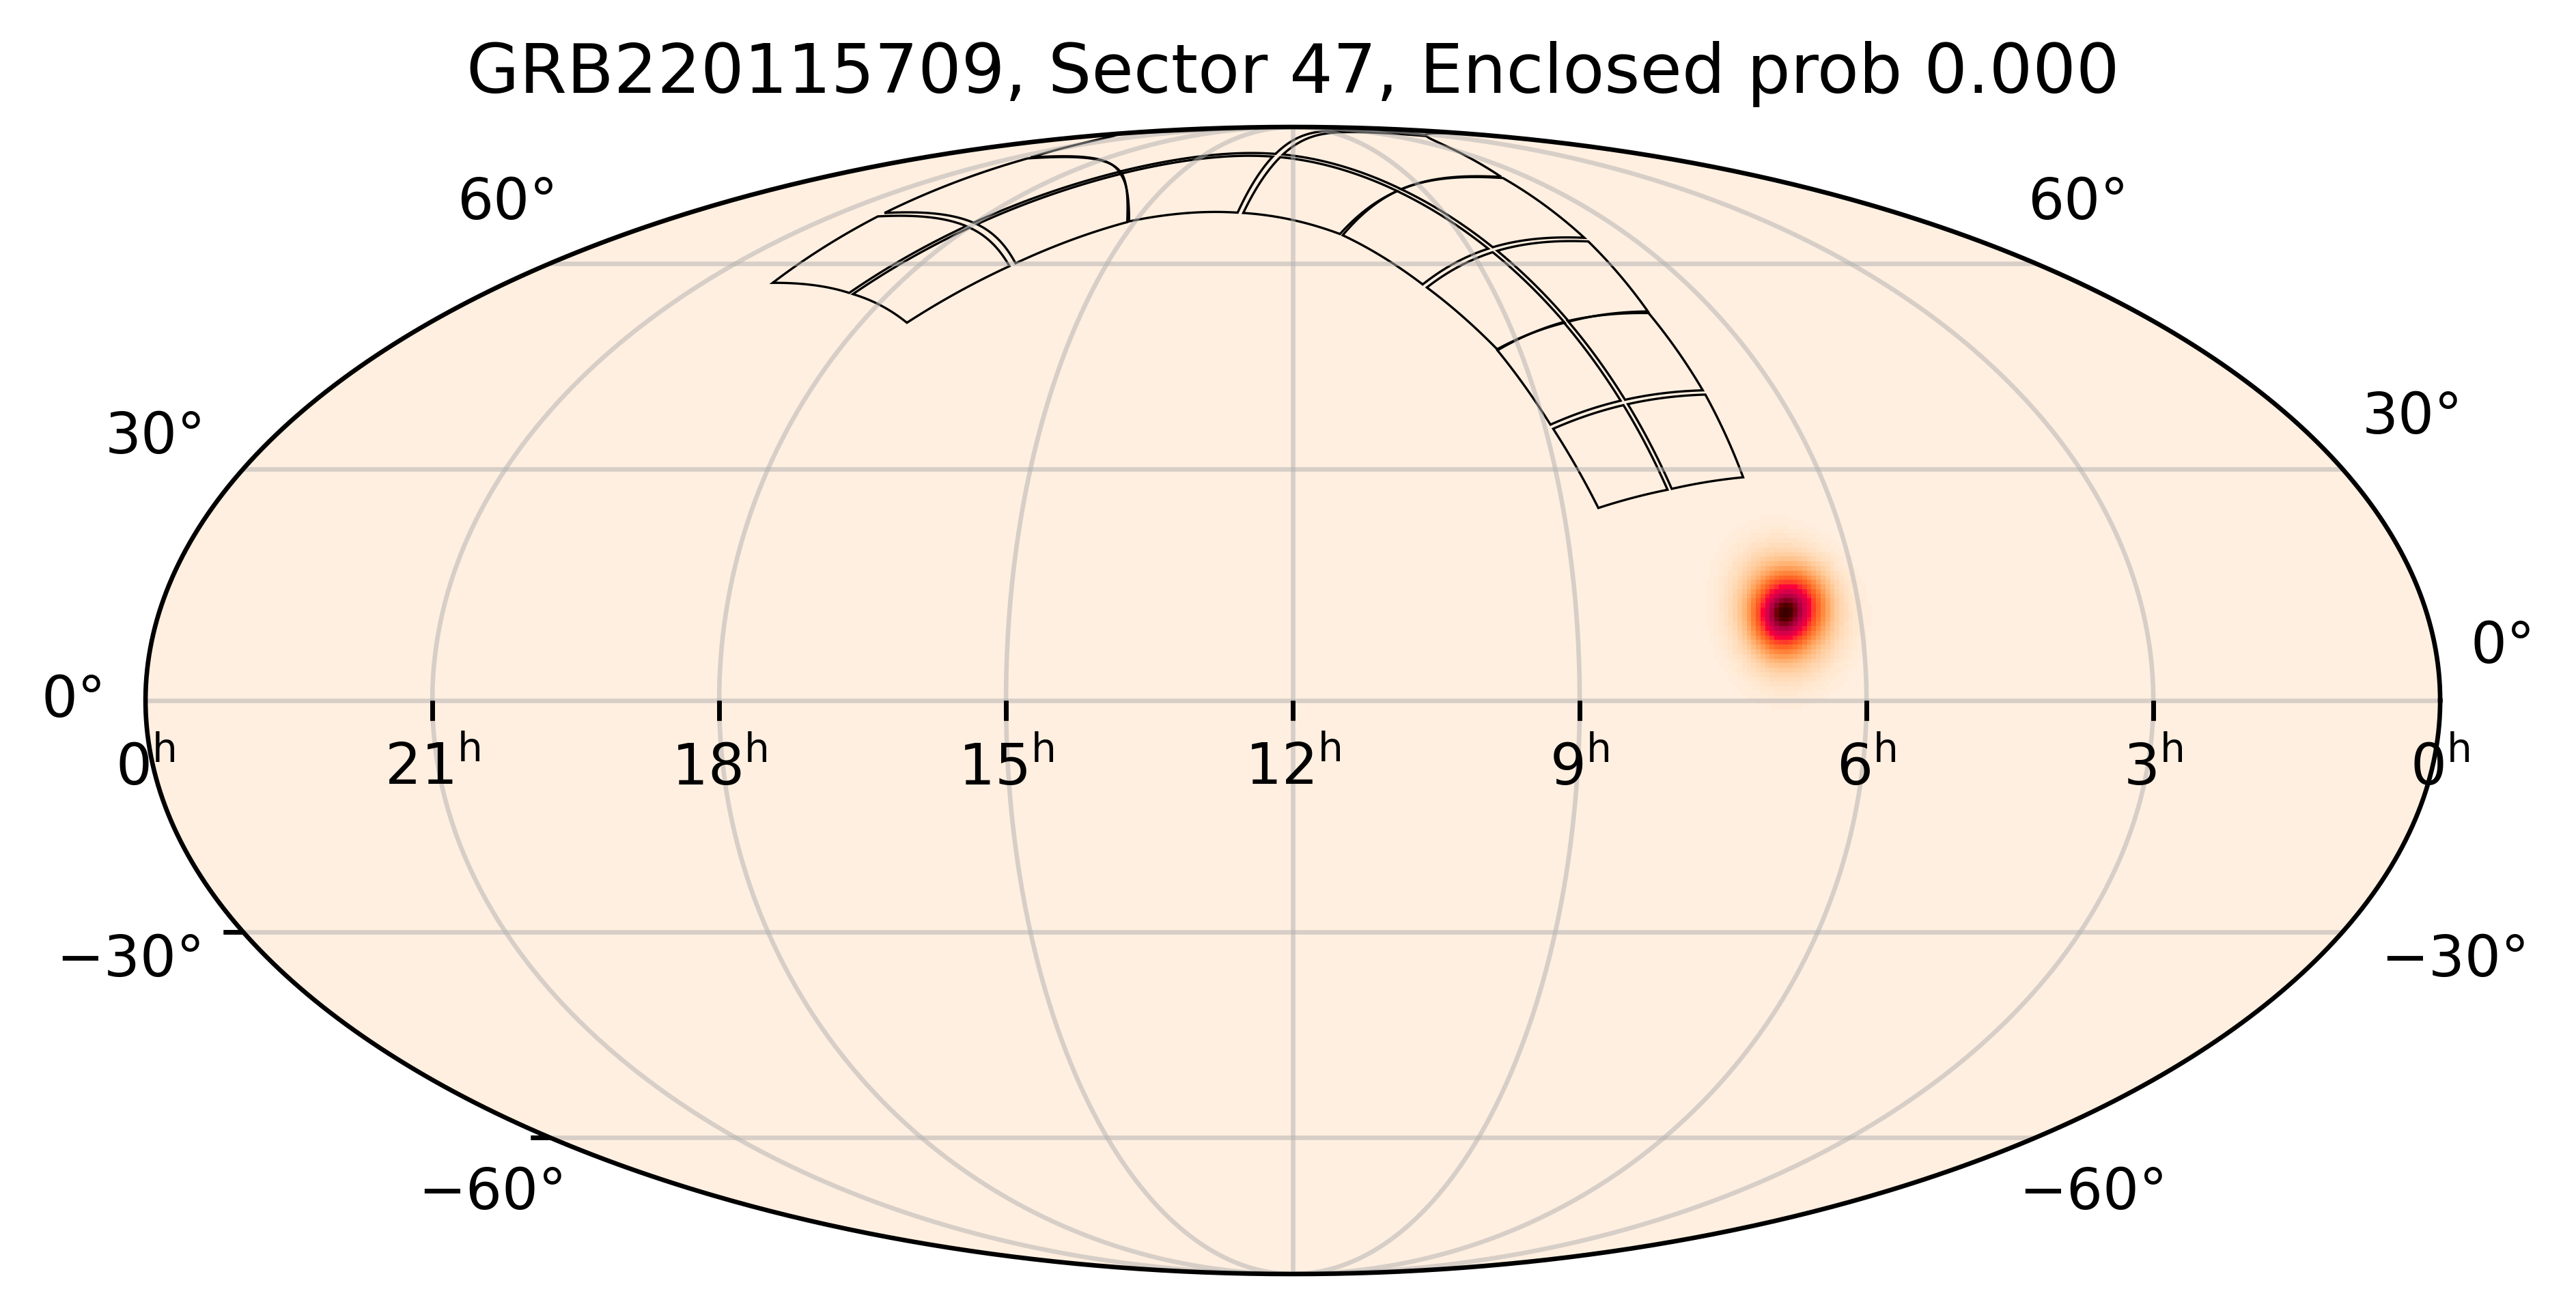 GRB220115709, Sector 47, Enclosed prob 0.000
60° 60°
30° 30°
0° 0°
0ʰ 21ʰ 18ʰ 15ʰ 12ʰ 9ʰ 6ʰ 3ʰ 0ʰ
−30° −30°
−60° −60°